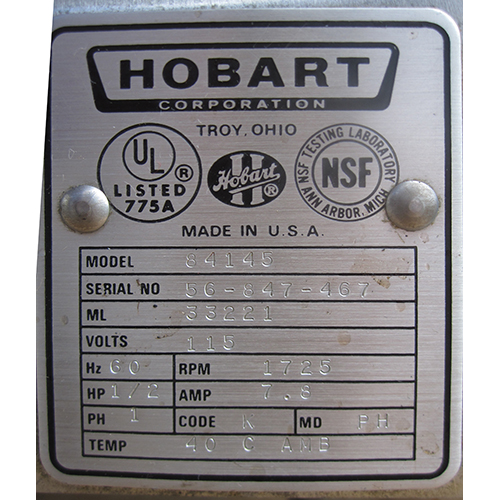 HOBART
CORPORATION
TROY, OHIO
UL ® LISTED 775A
H Hobart ®
NSF TESTING LABORATORY NSF ANN ARBOR, MICH
MADE IN U.S.A.
MODEL 84145
SERIAL NO 56-847-467
ML 33221
VOLTS 115
Hz 60 RPM 1725
HP 1/2 AMP 7.8
PH 1 CODE K MD PH
TEMP 40 C AMB